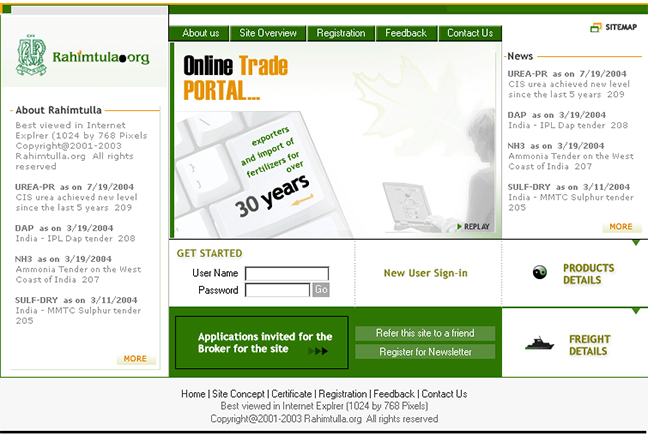 About us
Site Overview
Registration
Feedback
Contact Us
SITEMAP
Rahimtula.org
Online Trade
PORTAL...
exporters
and import of
fertilizers for
over
30 years
REPLAY
About Rahimtulla
Best viewed in Internet
Explrer (1024 by 768 Pixels
Copyright@2001-2003
Rahimtulla.org All rights
reserved
UREA-PR as on 7/19/2004
CIS urea achieved new level
since the last 5 years 209
DAP as on 3/19/2004
India - IPL Dap tender 208
NH3 as on 3/19/2004
Ammonia Tender on the West
Coast of India 207
SULF-DRY as on 3/11/2004
India - MMTC Sulphur tender
205
MORE
News
UREA-PR as on 7/19/2004
CIS urea achieved new level
since the last 5 years 209
DAP as on 3/19/2004
India - IPL Dap tender 208
NH3 as on 3/19/2004
Ammonia Tender on the West
Coast of India 207
SULF-DRY as on 3/11/2004
India - MMTC Sulphur tender
205
MORE
GET STARTED
User Name
Password
Go
New User Sign-in
PRODUCTS
DETAILS
Applications invited for the
Broker for the site
Refer this site to a friend
Register for Newsletter
FREIGHT
DETAILS
Home | Site Concept | Certificate | Registration | Feedback | Contact Us
Best viewed in Internet Explrer (1024 by 768 Pixels)
Copyright@2001-2003 Rahimtulla.org All rights reserved